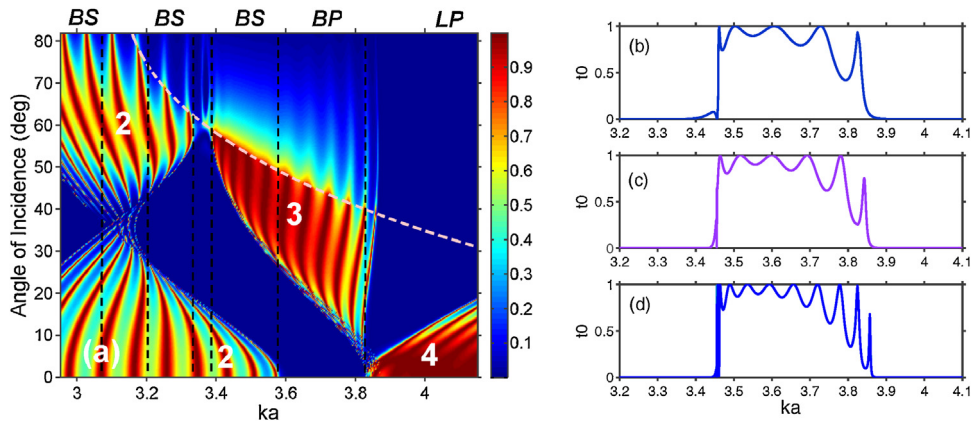 BS BS BS BP LP
80
70
60
50
40
30
20
10
0
Angle of Incidence (deg)
2
3
(a)
2
4
3 3.2 3.4 3.6 3.8 4
ka
0.9
0.8
0.7
0.6
0.5
0.4
0.3
0.2
0.1
(b)
t0
1
0.5
0
3.2 3.3 3.4 3.5 3.6 3.7 3.8 3.9 4 4.1
(c)
t0
1
0.5
0
3.2 3.3 3.4 3.5 3.6 3.7 3.8 3.9 4 4.1
(d)
t0
1
0.5
0
3.2 3.3 3.4 3.5 3.6 3.7 3.8 3.9 4 4.1
ka